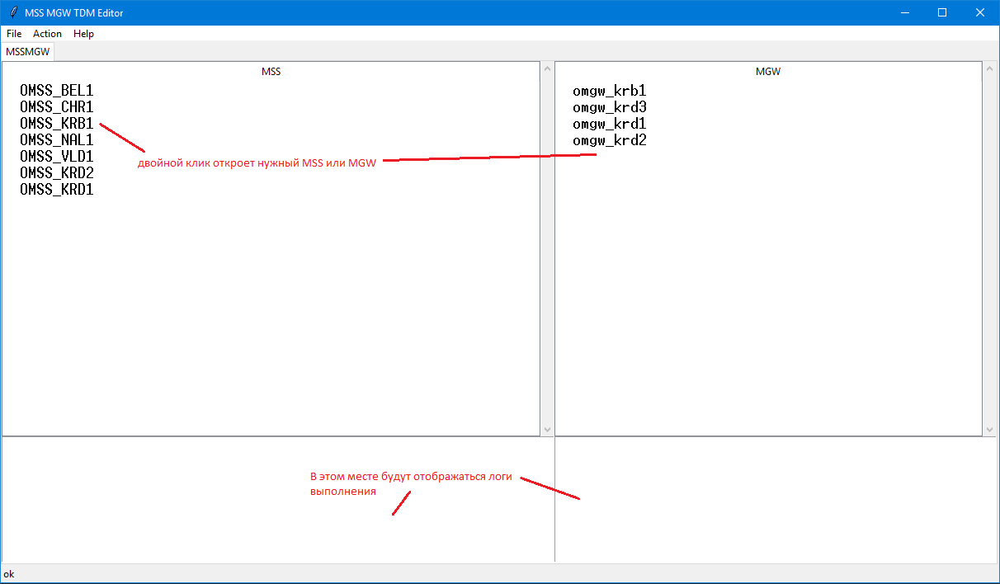 MSS MGW TDM Editor
File Action Help
MSSMGW
MSS
OMSS_BEL1
OMSS_CHR1
OMSS_KRB1
OMSS_NAL1
OMSS_VLD1
OMSS_KRD2
OMSS_KRD1
двойной клик откроет нужный MSS или MGW
MGW
omgw_krb1
omgw_krd3
omgw_krd1
omgw_krd2
В этом месте будут отображаться логи
выполнения
ok